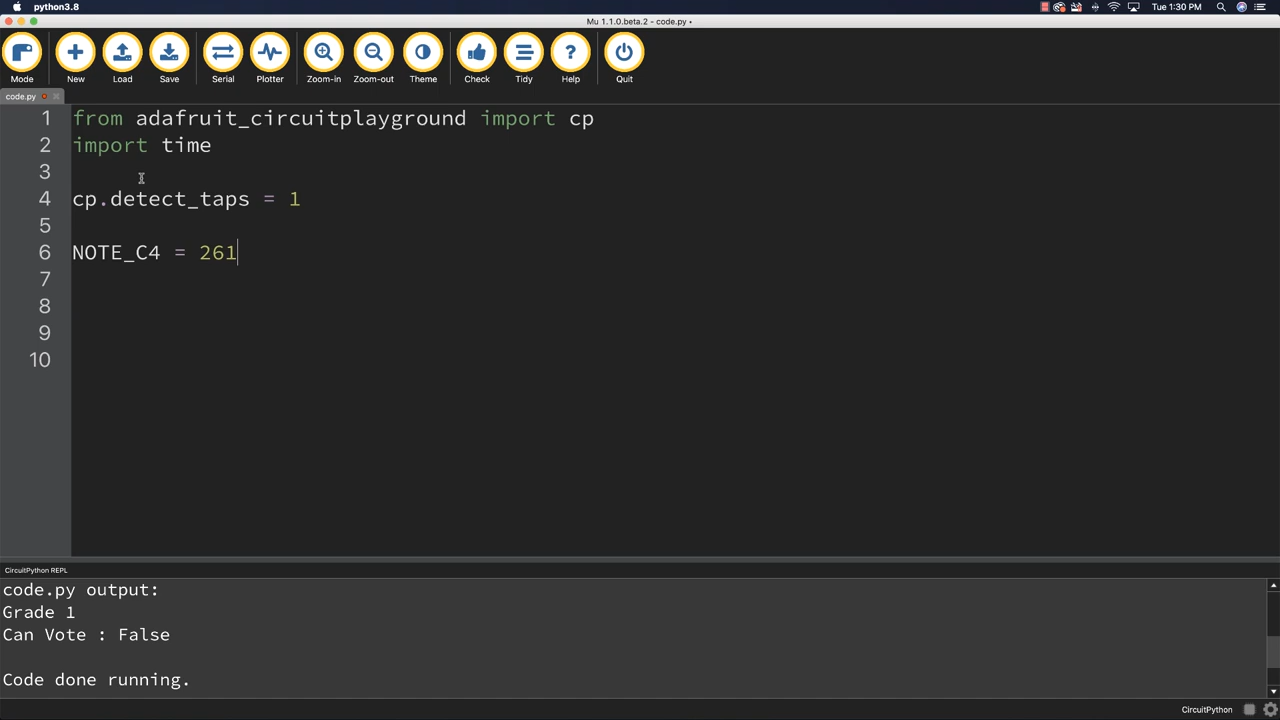 python3.8
Tue 1:30 PM
Mu 1.1.0.beta.2 - code.py •
Mode New Load Save Serial Plotter Zoom-in Zoom-out Theme Check Tidy Help Quit
code.py
1 from adafruit_circuitplayground import cp
2 import time
3
4 cp.detect_taps = 1
5
6 NOTE_C4 = 261
7
8
9
10
CircuitPython REPL
code.py output:
Grade 1
Can Vote : False
Code done running.
CircuitPython